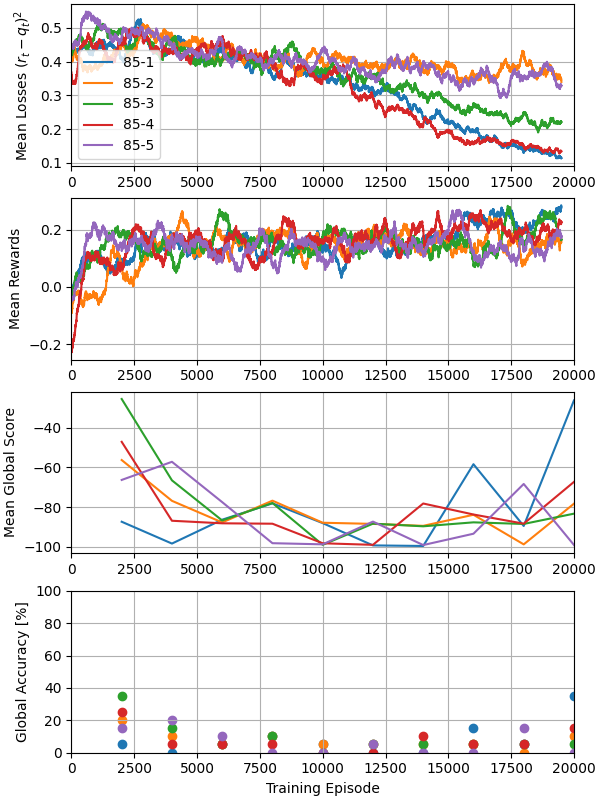 Mean Losses (r_t − q_t)^2
0.5
0.4
0.3
0.2
0.1
85-1
85-2
85-3
85-4
85-5
0 2500 5000 7500 10000 12500 15000 17500 20000
Mean Rewards
0.2
0.0
−0.2
0 2500 5000 7500 10000 12500 15000 17500 20000
Mean Global Score
−40
−60
−80
−100
0 2500 5000 7500 10000 12500 15000 17500 20000
Global Accuracy [%]
100
80
60
40
20
0
0 2500 5000 7500 10000 12500 15000 17500 20000
Training Episode